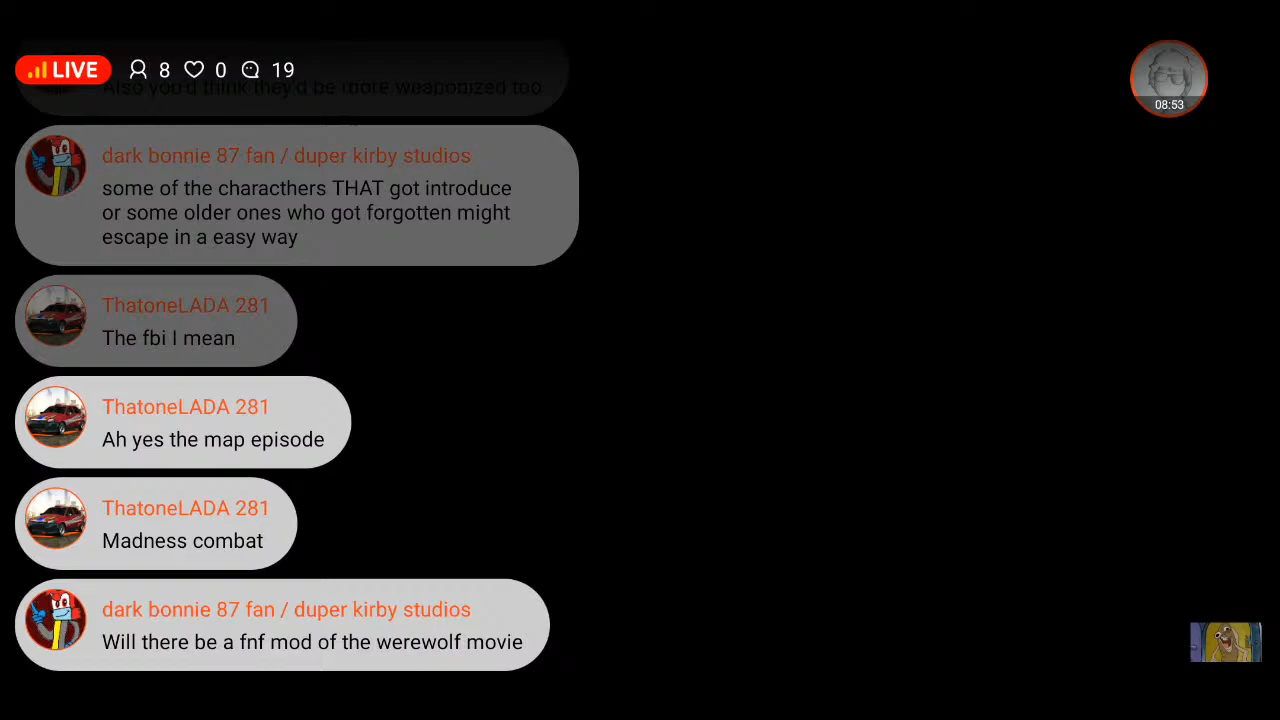 LIVE 8 0 19
Also you'd think they'd be more weaponized too
08:53
dark bonnie 87 fan / duper kirby studios
some of the characthers THAT got introduce
or some older ones who got forgotten might
escape in a easy way
ThatoneLADA 281
The fbi I mean
ThatoneLADA 281
Ah yes the map episode
ThatoneLADA 281
Madness combat
dark bonnie 87 fan / duper kirby studios
Will there be a fnf mod of the werewolf movie